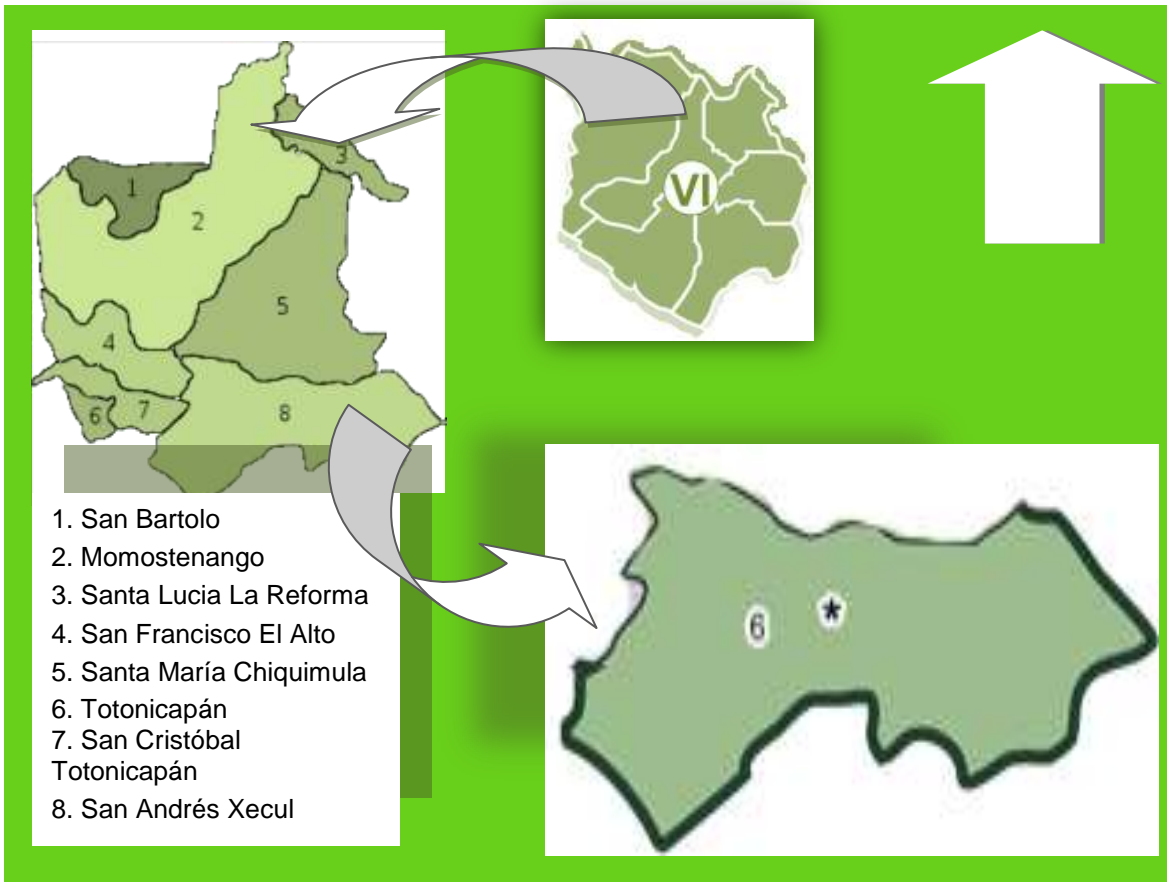 1
2
3
4
5
6
7
8
VI
1. San Bartolo
2. Momostenango
3. Santa Lucia La Reforma
4. San Francisco El Alto
5. Santa María Chiquimula
6. Totonicapán
7. San Cristóbal
Totonicapán
8. San Andrés Xecul
6 *